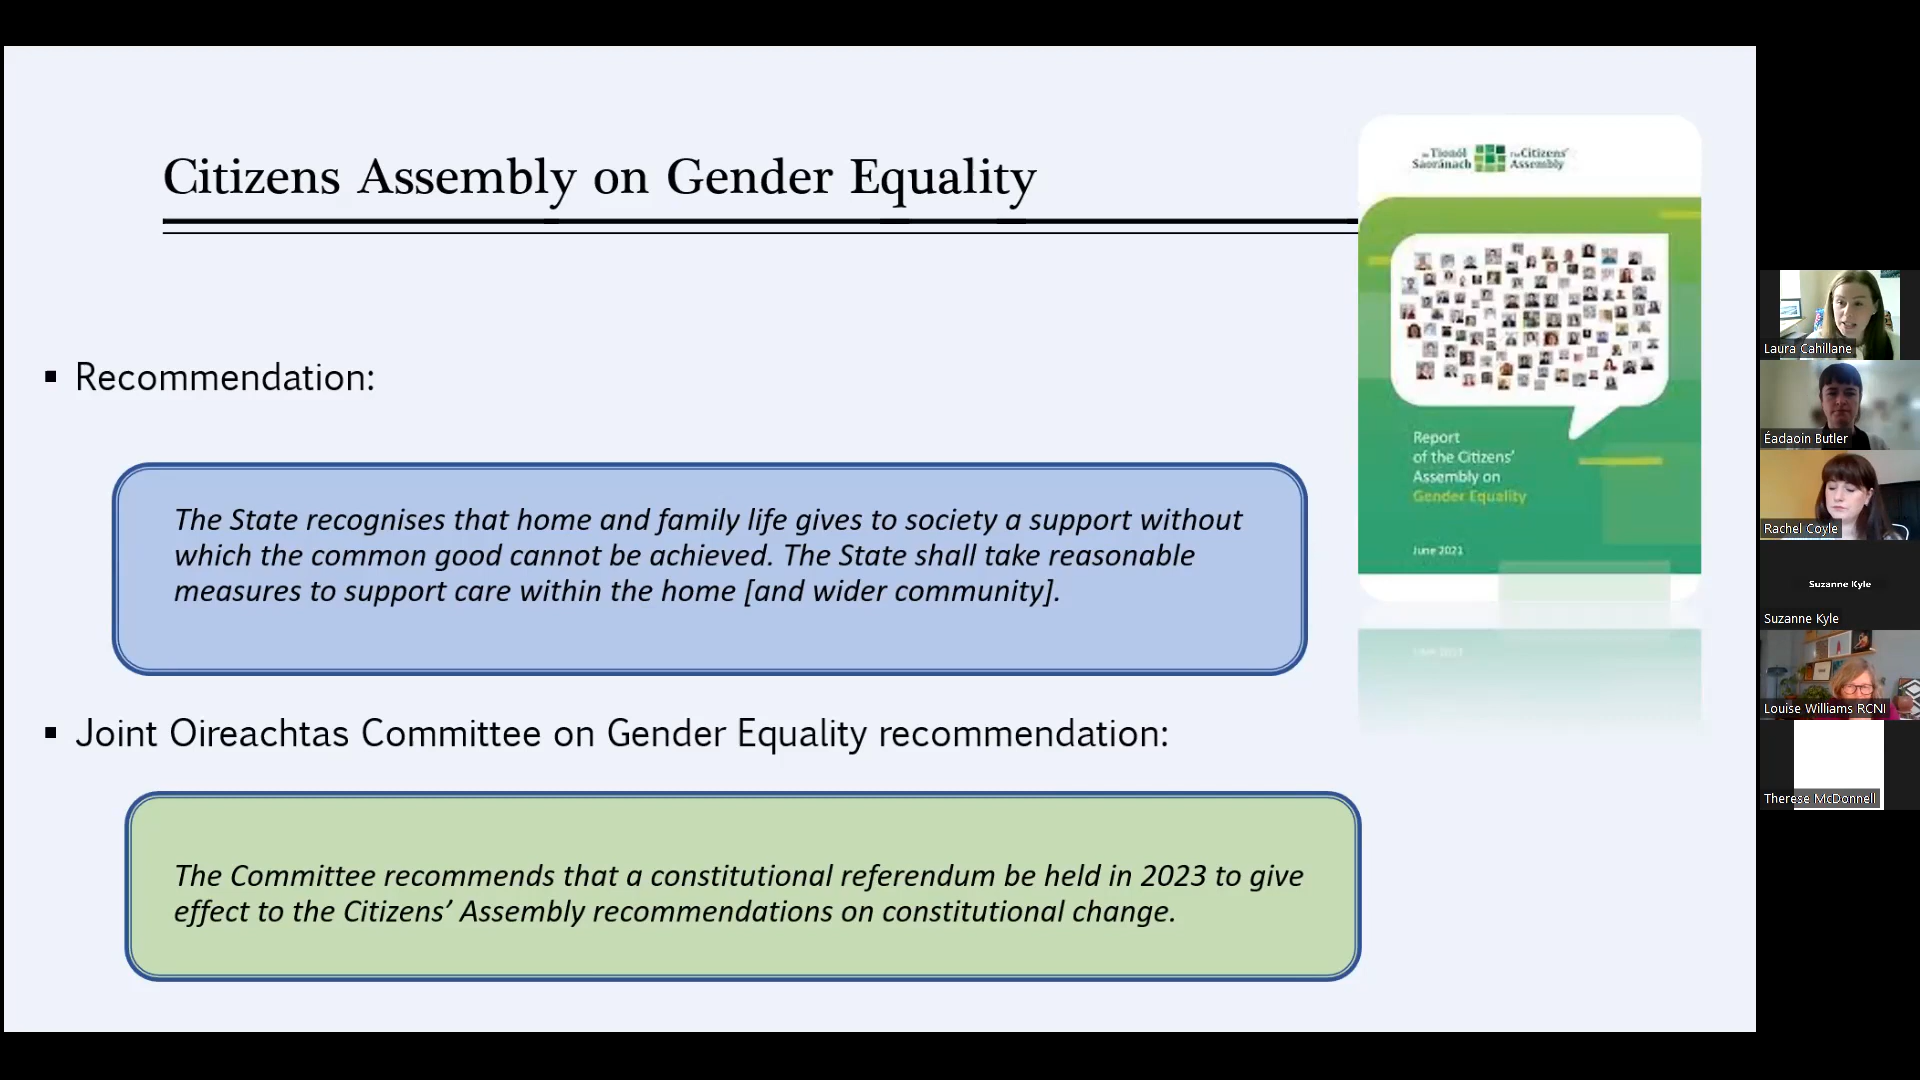 Citizens Assembly on Gender Equality
Recommendation:
The State recognises that home and family life gives to society a support without
which the common good cannot be achieved. The State shall take reasonable
measures to support care within the home [and wider community].
Joint Oireachtas Committee on Gender Equality recommendation:
The Committee recommends that a constitutional referendum be held in 2023 to give
effect to the Citizens’ Assembly recommendations on constitutional change.
An Tionól
Saoránach
The Citizens'
Assembly
Report
of the Citizens'
Assembly on
Gender Equality
June 2021
Laura Cahillane
Éadaoin Butler
Rachel Coyle
Suzanne Kyle
Suzanne Kyle
Louise Williams RCNI
Therese McDonnell